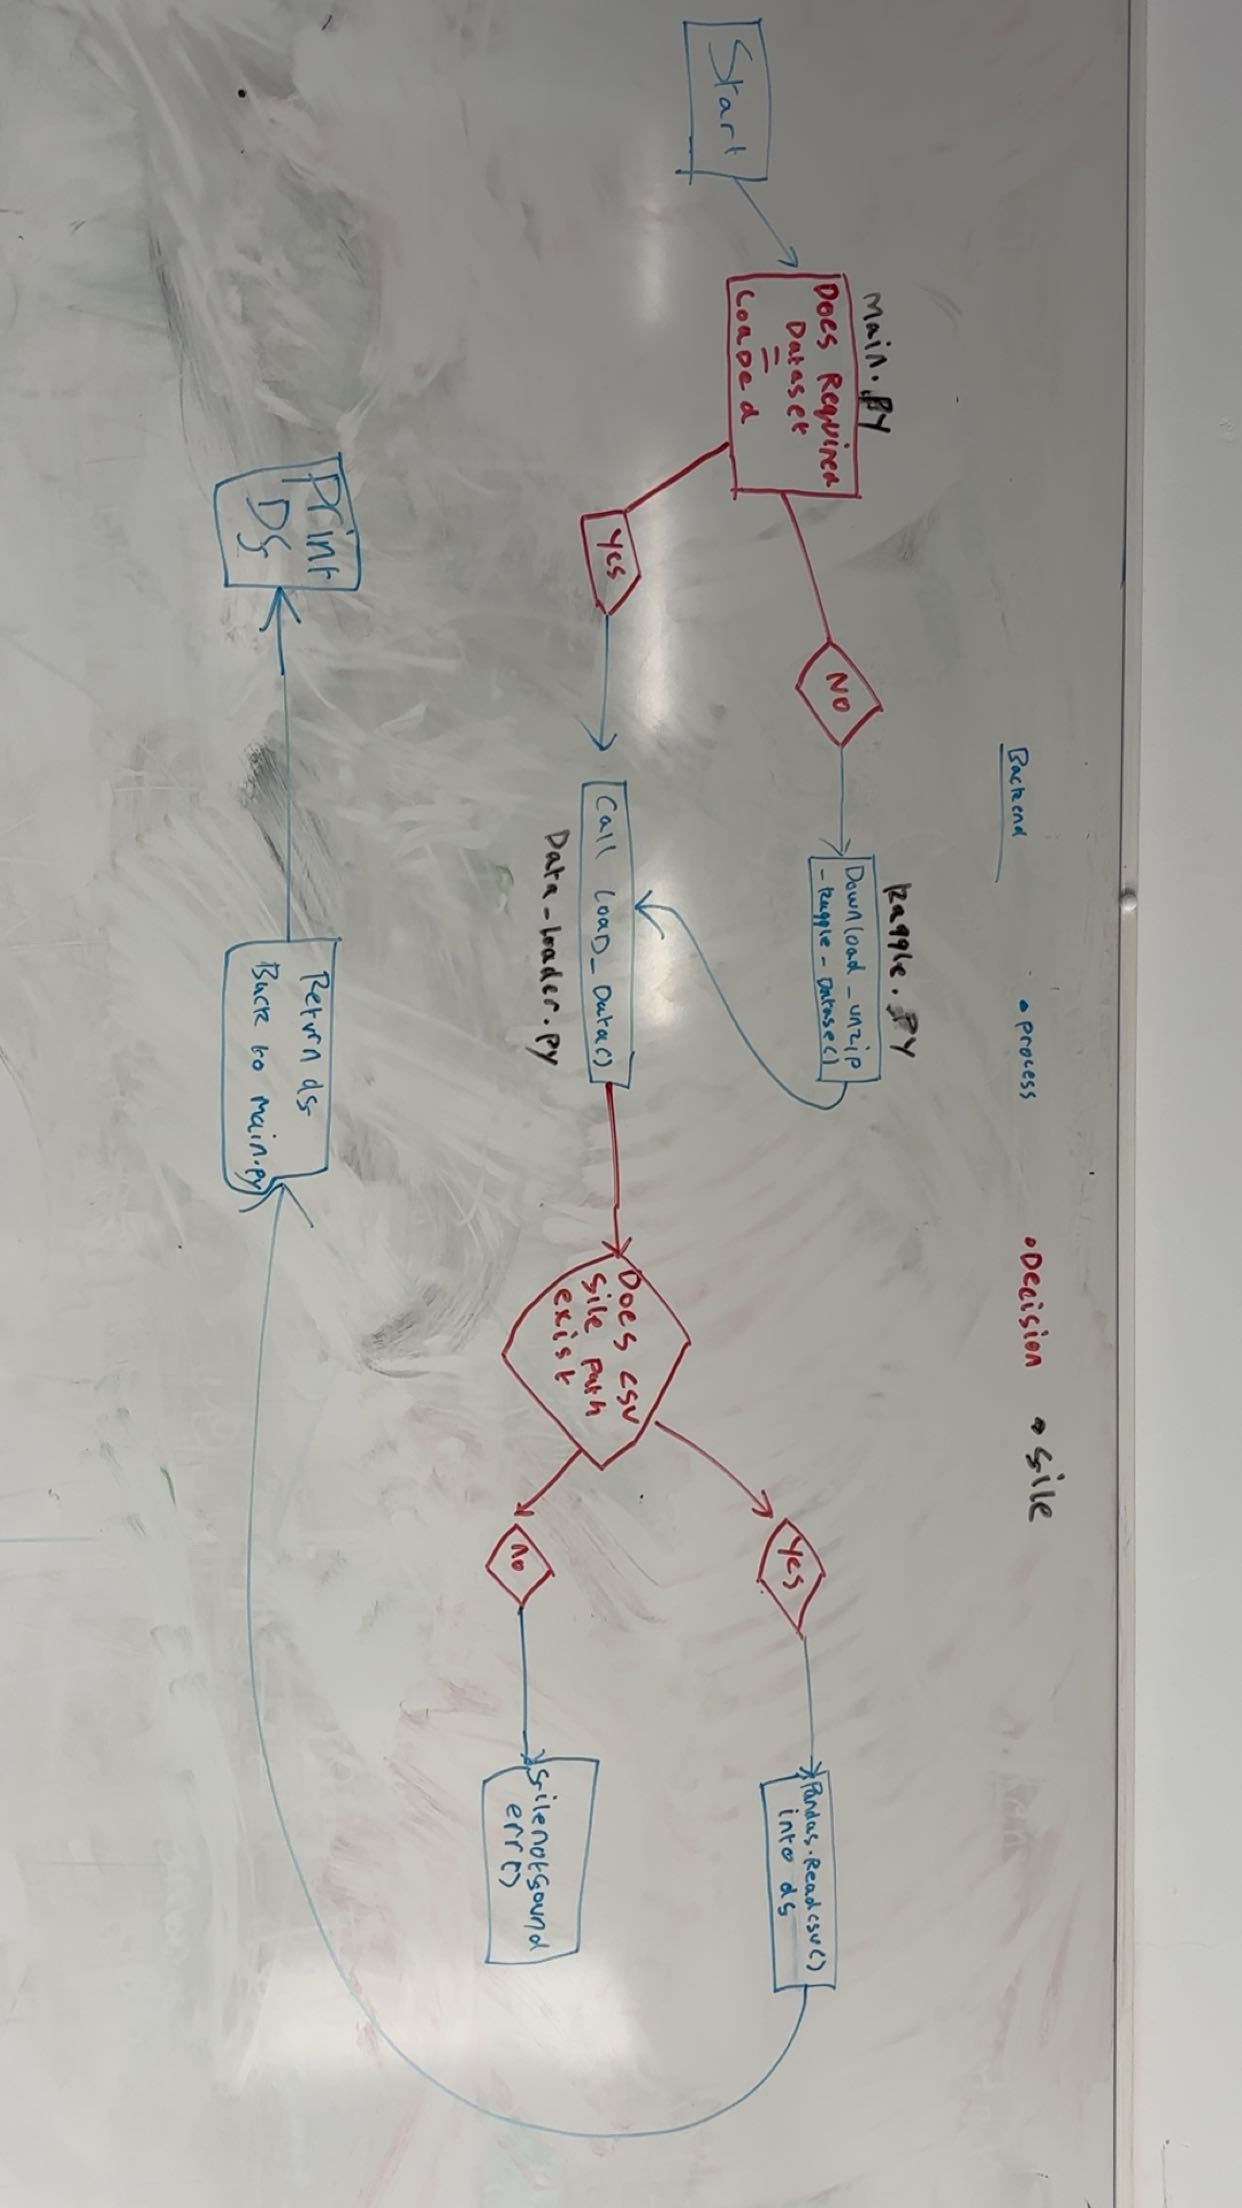 Backend
• Process
• Decision
• file
Main.py
Kaggle.py
Start
Does Required
Dataset
=
Loaded
NO
Download_unzip
-Kaggle-Dataset()
Yes
Call Load_Data()
Data-loader.py
Does csv
file path
exist
Yes
Pandas.Readcsv()
into df
No
filenotfound
err()
Return df
Back to main.py
Print
Df